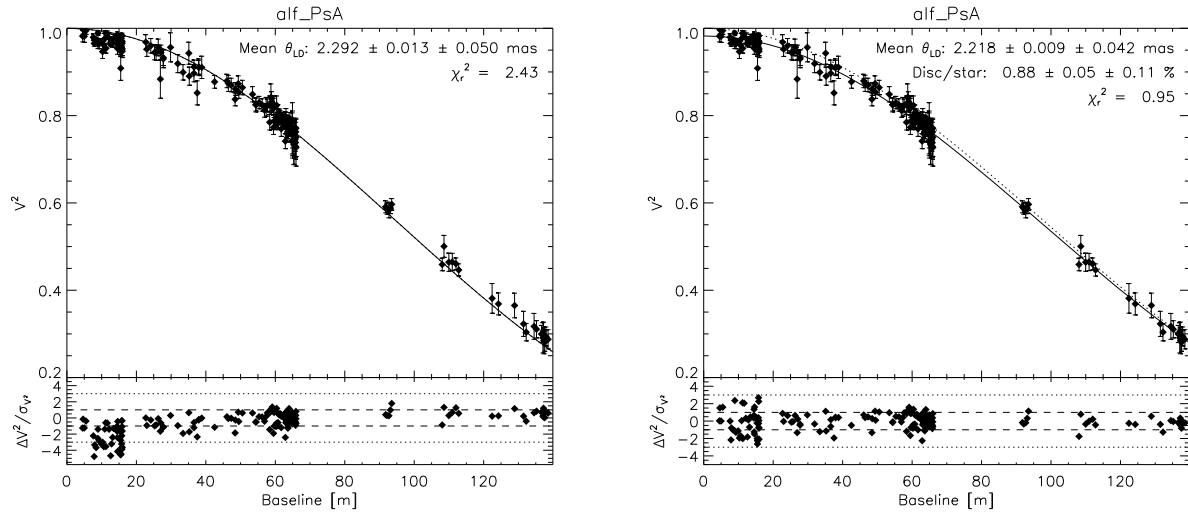 alf_PsA
Mean θLD: 2.292 ± 0.013 ± 0.050 mas
χr² = 2.43
V²
1.0
0.8
0.6
0.4
0.2
ΔV²/σV²
4
2
0
−2
−4
0 20 40 60 80 100 120
Baseline [m]
alf_PsA
Mean θLD: 2.218 ± 0.009 ± 0.042 mas
Disc/star: 0.88 ± 0.05 ± 0.11 %
χr² = 0.95
V²
1.0
0.8
0.6
0.4
0.2
ΔV²/σV²
4
2
0
−2
−4
0 20 40 60 80 100 120
Baseline [m]